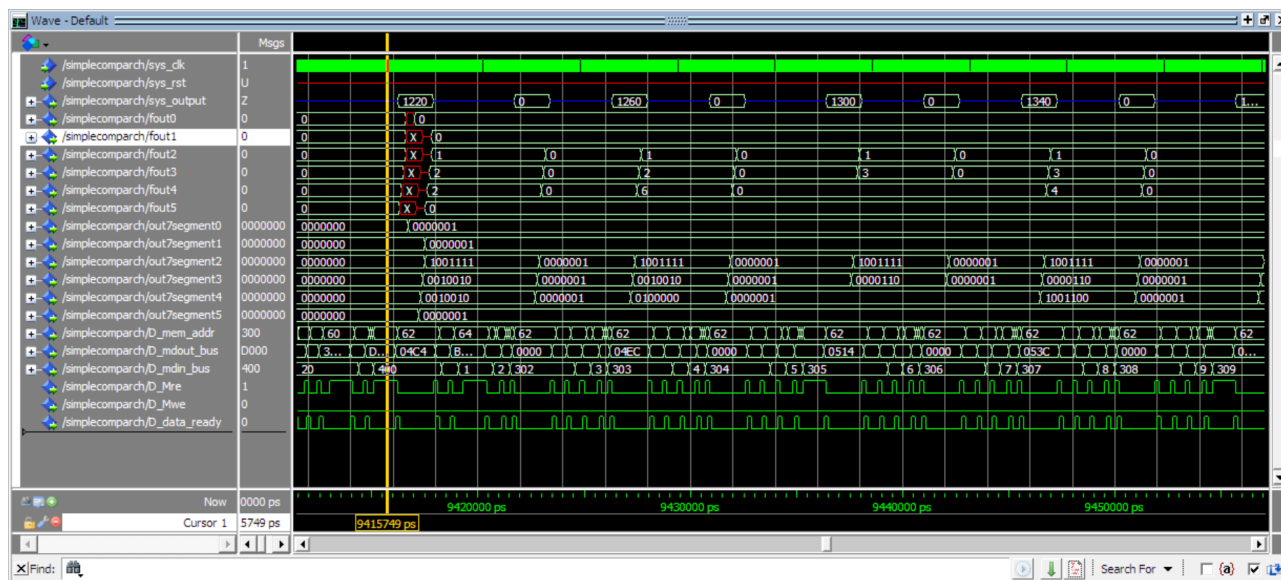 Wave - Default
Msgs
/simplecomparch/sys_clk 1
/simplecomparch/sys_rst U
/simplecomparch/sys_output Z 1220 0 1260 0 1300 0 1340 0 1...
/simplecomparch/fout0 0 0 0
/simplecomparch/fout1 0 0 X 0
/simplecomparch/fout2 0 0 X 1 0 1 0 1 0 1 0
/simplecomparch/fout3 0 0 X 2 0 2 0 3 0 3 0
/simplecomparch/fout4 0 0 X 2 0 6 0 4 0
/simplecomparch/fout5 0 0 X 0
/simplecomparch/out7segment0 0000000 0000000 0000001
/simplecomparch/out7segment1 0000000 0000000 0000001
/simplecomparch/out7segment2 0000000 0000000 1001111 0000001 1001111 0000001 1001111 0000001 1001111 0000001
/simplecomparch/out7segment3 0000000 0000000 0010010 0000001 0010010 0000001 0000110 0000001 0000110 0000001
/simplecomparch/out7segment4 0000000 0000000 0010010 0000001 0100000 0000001 1001100 0000001
/simplecomparch/out7segment5 0000000 0000000 0000001
/simplecomparch/D_mem_addr 300 60 62 64 62 62 62 62 62 62 62 62
/simplecomparch/D_mdout_bus D000 3... D... 04C4 B... 0000 04EC 0000 0514 0000 053C 0000 0...
/simplecomparch/D_mdin_bus 400 20 400 1 2 302 3 303 4 304 5 305 6 306 7 307 8 308 9 309
/simplecomparch/D_Mre 1
/simplecomparch/D_Mwe 0
/simplecomparch/D_data_ready 0
Now 0000 ps 9420000 ps 9430000 ps 9440000 ps 9450000 ps
Cursor 1 5749 ps 9415749 ps
Find: Search For {a}